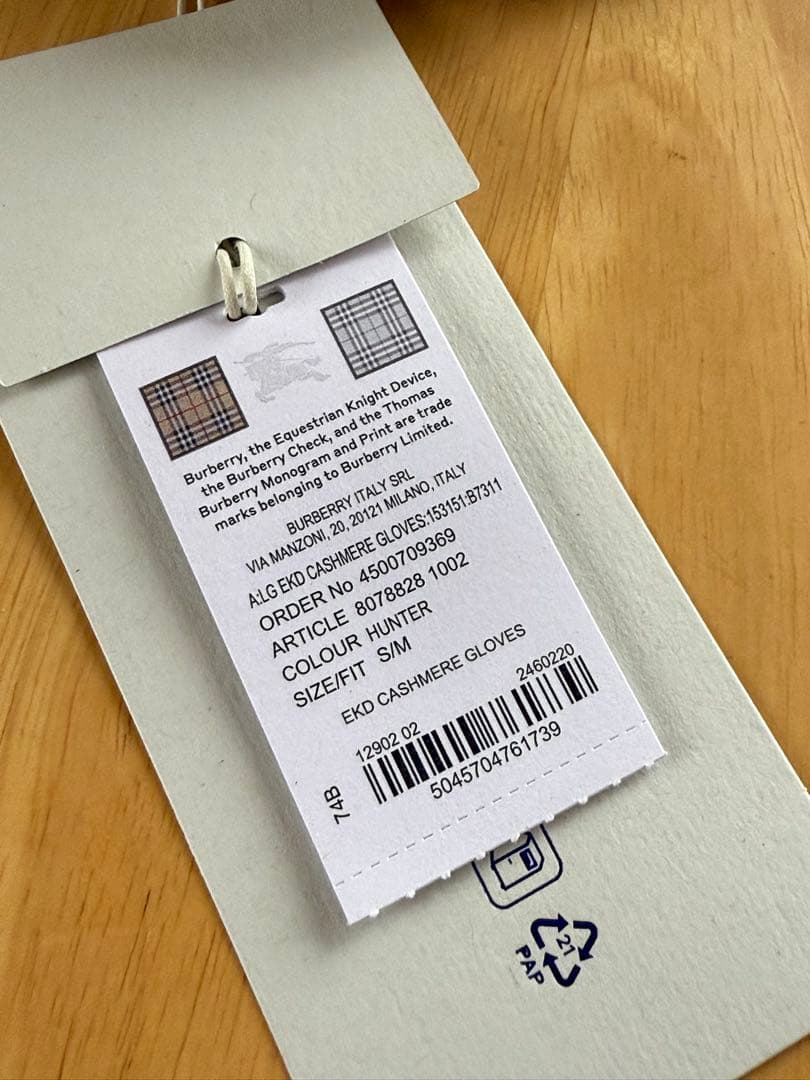 Burberry, the Equestrian Knight Device,
the Burberry Check, and the Thomas
Burberry Monogram and Print are trade
marks belonging to Burberry Limited.
BURBERRY ITALY SRL
VIA MANZONI, 20, 20121 MILANO, ITALY
A:LG EKD CASHMERE GLOVES:153151:B7311
ORDER No 4500709369
ARTICLE 8078828 1002
COLOUR HUNTER
SIZE/FIT S/M
EKD CASHMERE GLOVES
12902 02 2460220
74B
5045704761739
21
PAP